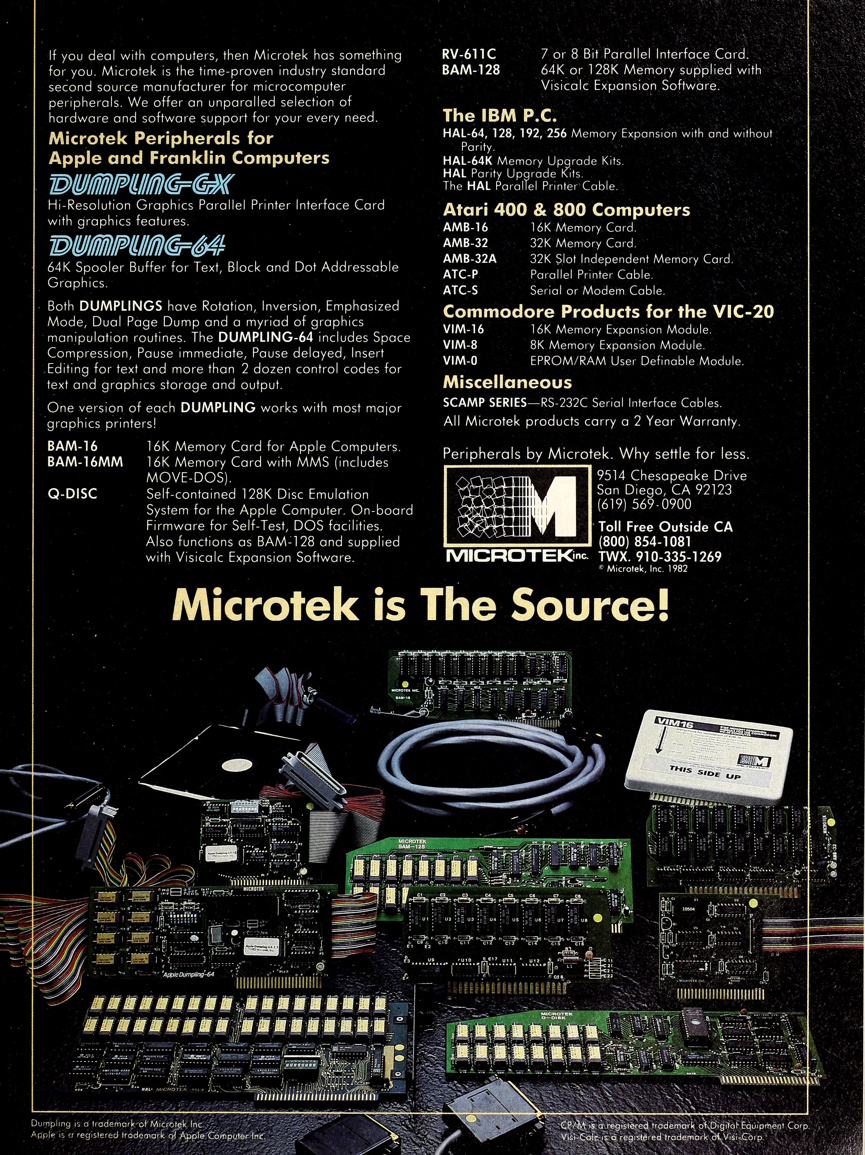 If you deal with computers, then Microtek has something
for you. Microtek is the time-proven industry standard
second source manufacturer for microcomputer
peripherals. We offer an unparalled selection of
hardware and software support for your every need.
Microtek Peripherals for
Apple and Franklin Computers
DUMPLING-GX
Hi-Resolution Graphics Parallel Printer Interface Card
with graphics features.
DUMPLING-64
64K Spooler Buffer for Text, Block and Dot Addressable
Graphics.
Both DUMPLINGS have Rotation, Inversion, Emphasized
Mode, Dual Page Dump and a myriad of graphics
manipulation routines. The DUMPLING-64 includes Space
Compression, Pause immediate, Pause delayed, Insert
Editing for text and more than 2 dozen control codes for
text and graphics storage and output.
One version of each DUMPLING works with most major
graphics printers!
BAM-16 16K Memory Card for Apple Computers.
BAM-16MM 16K Memory Card with MMS (includes
MOVE-DOS).
Q-DISC Self-contained 128K Disc Emulation
System for the Apple Computer. On-board
Firmware for Self-Test, DOS facilities.
Also functions as BAM-128 and supplied
with Visicalc Expansion Software.
RV-611C 7 or 8 Bit Parallel Interface Card.
BAM-128 64K or 128K Memory supplied with
Visicalc Expansion Software.
The IBM P.C.
HAL-64, 128, 192, 256 Memory Expansion with and without
Parity.
HAL-64K Memory Upgrade Kits.
HAL Parity Upgrade Kits.
The HAL Parallel Printer Cable.
Atari 400 & 800 Computers
AMB-16 16K Memory Card.
AMB-32 32K Memory Card.
AMB-32A 32K Slot Independent Memory Card.
ATC-P Parallel Printer Cable.
ATC-S Serial or Modem Cable.
Commodore Products for the VIC-20
VIM-16 16K Memory Expansion Module.
VIM-8 8K Memory Expansion Module.
VIM-0 EPROM/RAM User Definable Module.
Miscellaneous
SCAMP SERIES—RS-232C Serial Interface Cables.
All Microtek products carry a 2 Year Warranty.
Peripherals by Microtek. Why settle for less.
M
MICROTEK inc.
9514 Chesapeake Drive
San Diego, CA 92123
(619) 569-0900
Toll Free Outside CA
(800) 854-1081
TWX. 910-335-1269
© Microtek, Inc. 1982
Microtek is The Source!
MICROTEK INC.
BAM-16
VIM16
M
THIS SIDE UP
MICROTEK
BAM-128
MICROTEK
Apple Dumpling-64
HAL MICROTEK
MICROTEK
Q-DISK
Dumpling is a trademark of Microtek Inc.
Apple is a registered trademark of Apple Computer Inc.
CP/M is a registered trademark of Digital Equipment Corp.
Visi-Calc is a registered trademark of Visi-Corp.